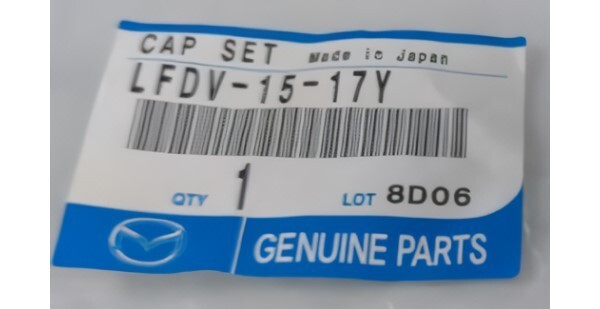 CAP SET Made in Japan
LFDV-15-17Y
QTY 1 LOT 8D06
GENUINE PARTS